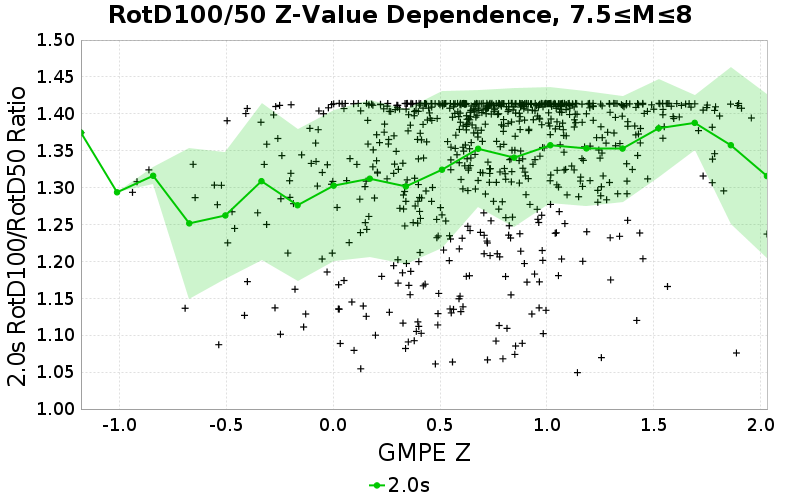 RotD100/50 Z-Value Dependence, 7.5≤M≤8
2.0s RotD100/RotD50 Ratio
1.50
1.45
1.40
1.35
1.30
1.25
1.20
1.15
1.10
1.05
1.00
-1.0 -0.5 0.0 0.5 1.0 1.5 2.0
GMPE Z
2.0s